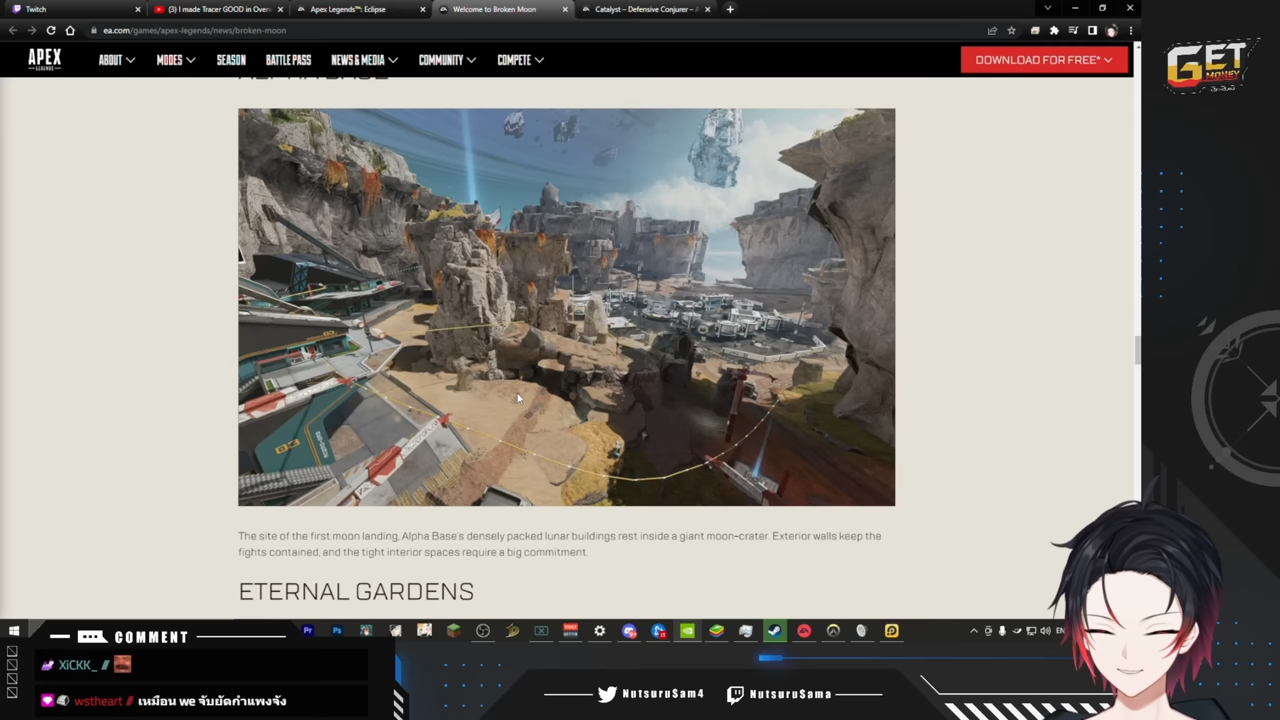 Twitch
(3) I made Tracer GOOD in Over
Apex Legends™: Eclipse
Welcome to Broken Moon
Catalyst – Defensive Conjurer – A
ea.com/games/apex-legends/news/broken-moon
APEX
LEGENDS
ABOUT
MODES
SEASON
BATTLE PASS
NEWS & MEDIA
COMMUNITY
COMPETE
DOWNLOAD FOR FREE*
GET
MONEY
ALPHA BASE
The site of the first moon landing, Alpha Base's densely packed lunar buildings rest inside a giant moon-crater. Exterior walls keep the
fights contained, and the tight interior spaces require a big commitment.
ETERNAL GARDENS
COMMENT
XiCKK_ //
wstheart // เหมือน we จับยัดกำแพงจัง
NutsuruSam4
NutsuruSama